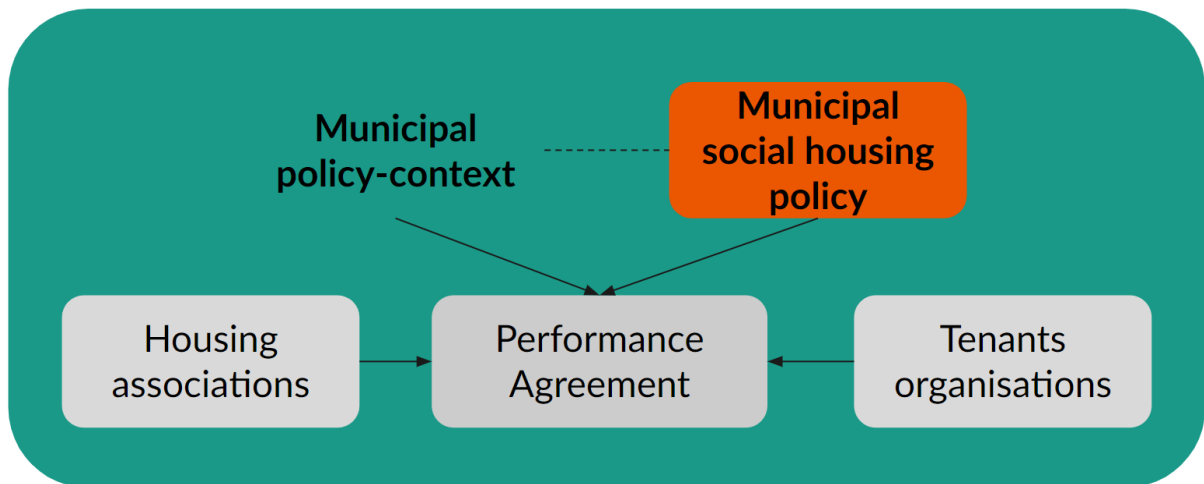 Municipal
policy-context
Municipal
social housing
policy
Housing
associations
Performance
Agreement
Tenants
organisations